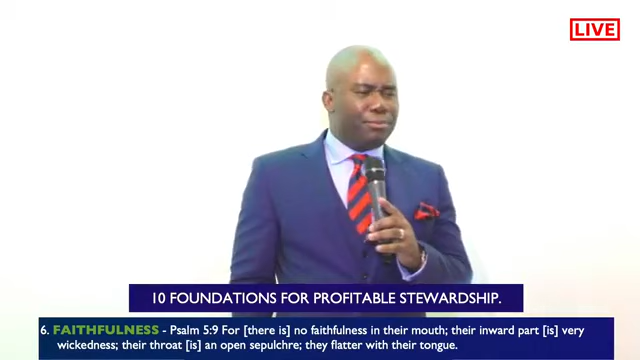 LIVE
10 FOUNDATIONS FOR PROFITABLE STEWARDSHIP.
6. FAITHFULNESS - Psalm 5:9 For [there is] no faithfulness in their mouth; their inward part [is] very
wickedness; their throat [is] an open sepulchre; they flatter with their tongue.